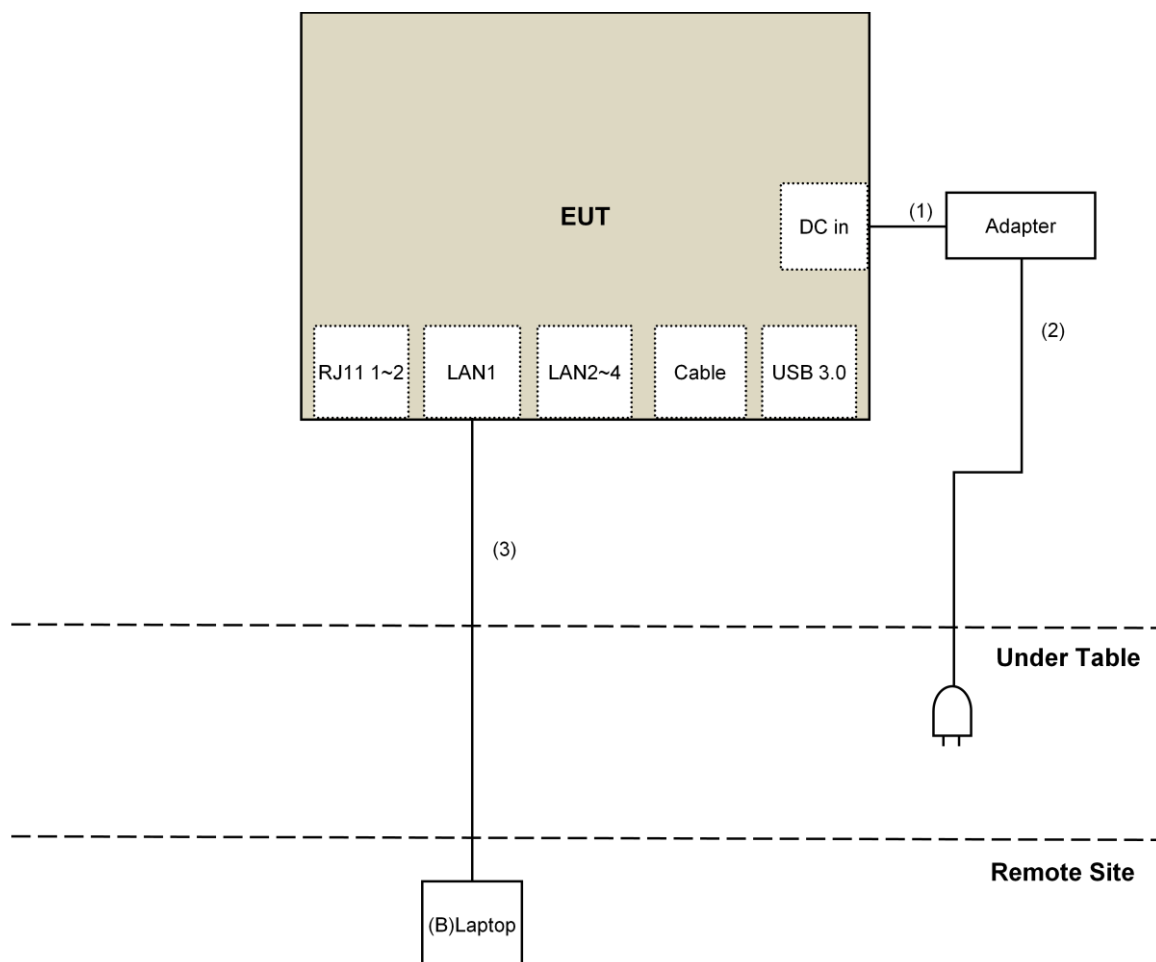 EUT
DC in
(1)
Adapter
(2)
RJ11 1~2
LAN1
LAN2~4
Cable
USB 3.0
(3)
Under Table
Remote Site
(B)Laptop